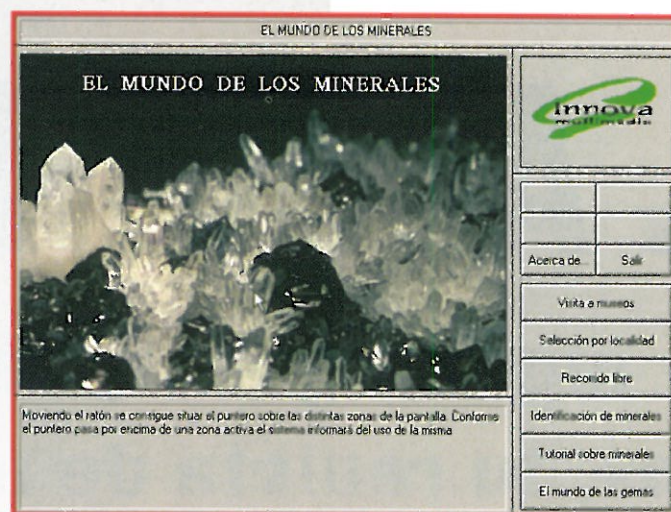 EL MUNDO DE LOS MINERALES
EL MUNDO DE LOS MINERALES
Innova
multimedia
Acerca de...
Salir
Visita a museos
Selección por localidad
Recorrido libre
Identificación de minerales
Tutorial sobre minerales
El mundo de las gemas
Moviendo el ratón se consigue situar el puntero sobre las distintas zonas de la pantalla. Conforme
el puntero pasa por encima de una zona activa el sistema informará del uso de la misma